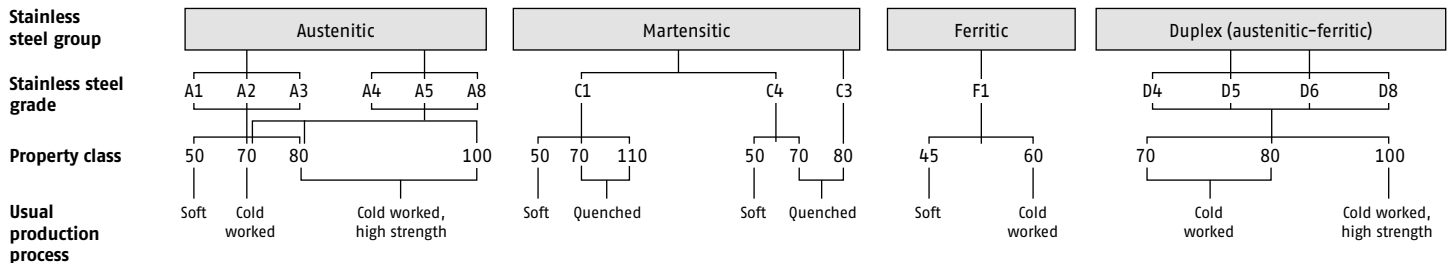 Stainless
steel group
Austenitic
Martensitic
Ferritic
Duplex (austenitic–ferritic)
Stainless steel
grade
A1 A2 A3 A4 A5 A8 C1 C4 C3 F1 D4 D5 D6 D8
Property class
50 70 80 100 50 70 110 50 70 80 45 60 70 80 100
Usual
production
process
Soft
Cold
worked
Cold worked,
high strength
Soft
Quenched
Soft
Quenched
Soft
Cold
worked
Cold
worked
Cold worked,
high strength